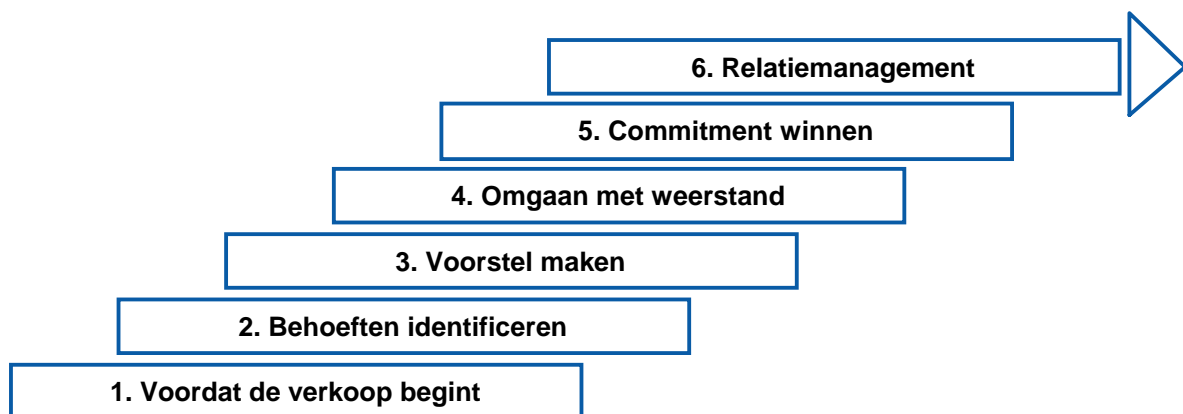 6. Relatiemanagement
5. Commitment winnen
4. Omgaan met weerstand
3. Voorstel maken
2. Behoeften identificeren
1. Voordat de verkoop begint